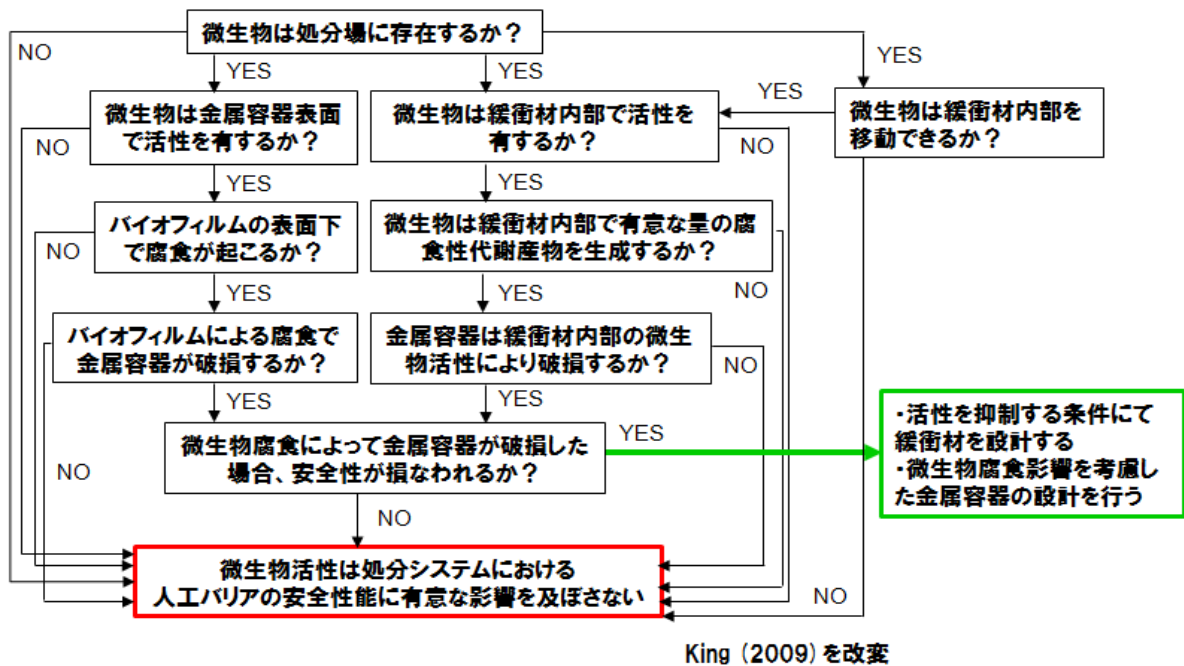 微生物は処分場に存在するか？
NO
YES
YES
YES
微生物は金属容器表面
で活性を有するか？
微生物は緩衝材内部で活性を
有するか？
YES
微生物は緩衝材内部を
移動できるか？
NO
NO
YES
YES
バイオフィルムの表面下
で腐食が起こるか？
微生物は緩衝材内部で有意な量の腐
食性代謝産物を生成するか？
NO
NO
YES
YES
バイオフィルムによる腐食で
金属容器が破損するか？
金属容器は緩衝材内部の微生
物活性により破損するか？
NO
YES
YES
微生物腐食によって金属容器が破損した
場合、安全性が損なわれるか？
YES
・活性を抑制する条件にて
緩衝材を設計する
・微生物腐食影響を考慮し
た金属容器の設計を行う
NO
NO
微生物活性は処分システムにおける
人工バリアの安全性能に有意な影響を及ぼさない
NO
King （2009）を改変